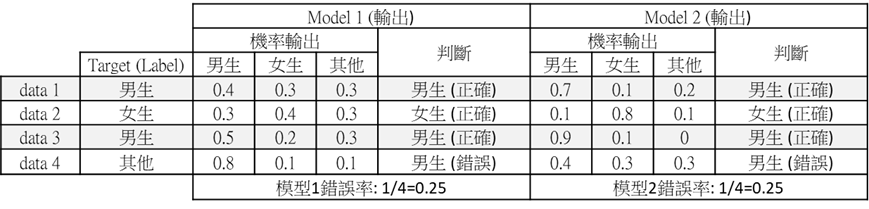 Model 1 (輸出) Model 2 (輸出)
機率輸出 判斷 機率輸出 判斷
Target (Label) 男生 女生 其他 男生 女生 其他
data 1 男生 0.4 0.3 0.3 男生 (正確) 0.7 0.1 0.2 男生 (正確)
data 2 女生 0.3 0.4 0.3 女生 (正確) 0.1 0.8 0.1 女生 (正確)
data 3 男生 0.5 0.2 0.3 男生 (正確) 0.9 0.1 0 男生 (正確)
data 4 其他 0.8 0.1 0.1 男生 (錯誤) 0.4 0.3 0.3 男生 (錯誤)
模型1錯誤率: 1/4=0.25 模型2錯誤率: 1/4=0.25